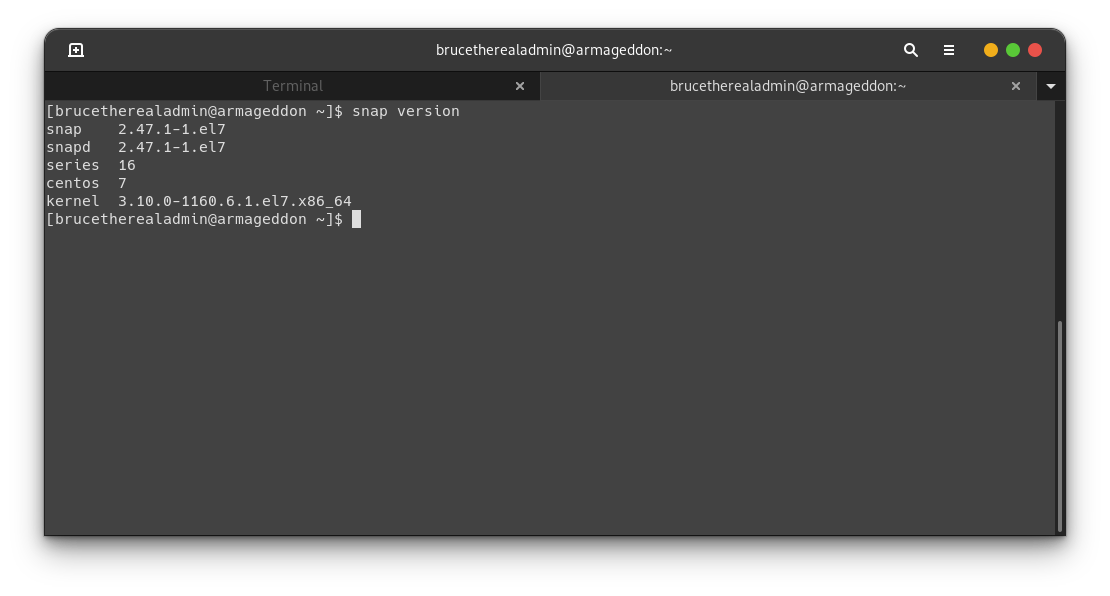 brucetherealadmin@armageddon:~
Terminal
brucetherealadmin@armageddon:~
[brucetherealadmin@armageddon ~]$ snap version
snap    2.47.1-1.el7
snapd   2.47.1-1.el7
series  16
centos  7
kernel  3.10.0-1160.6.1.el7.x86_64
[brucetherealadmin@armageddon ~]$